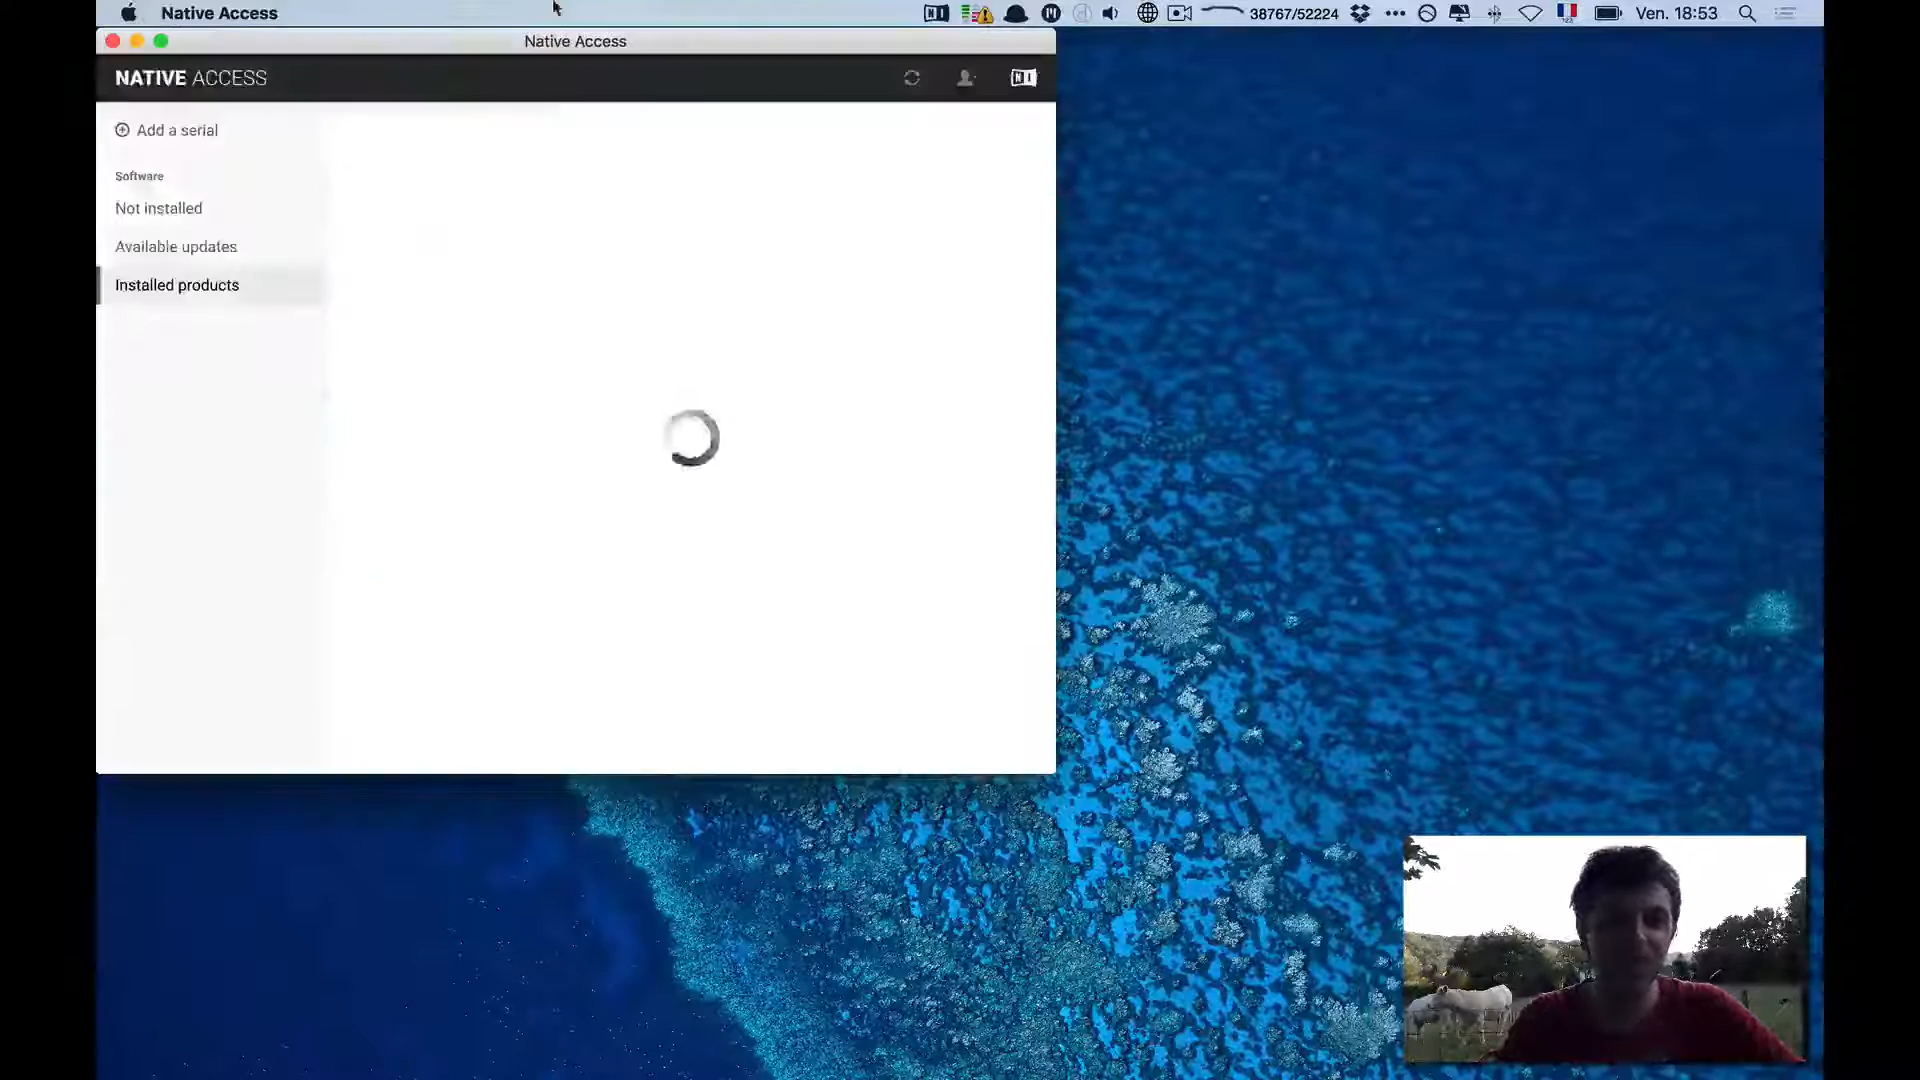 Native Access
38767/52224
Ven. 18:53
Native Access
NATIVE ACCESS
Add a serial
Software
Not installed
Available updates
Installed products